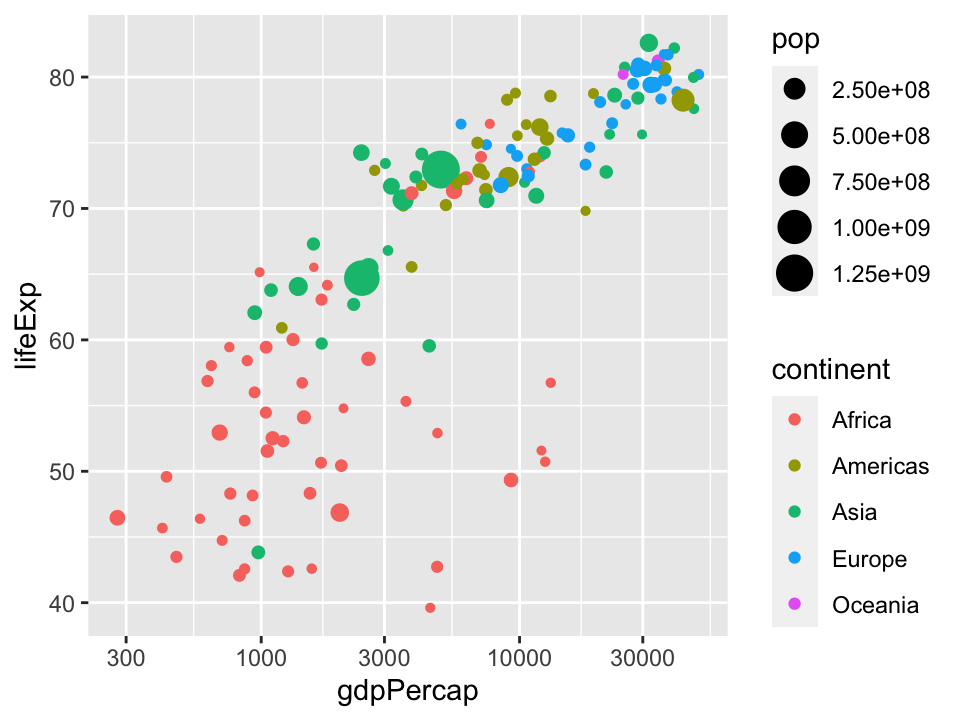 80
70
60
50
40
lifeExp
300
1000
3000
10000
30000
gdpPercap
pop
2.50e+08
5.00e+08
7.50e+08
1.00e+09
1.25e+09
continent
Africa
Americas
Asia
Europe
Oceania